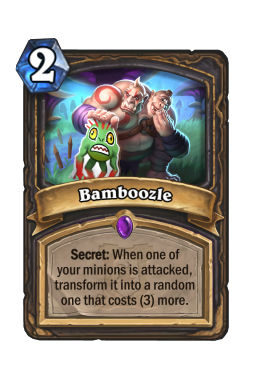 2
Bamboozle
Secret: When one of
your minions is attacked,
transform it into a random
one that costs (3) more.